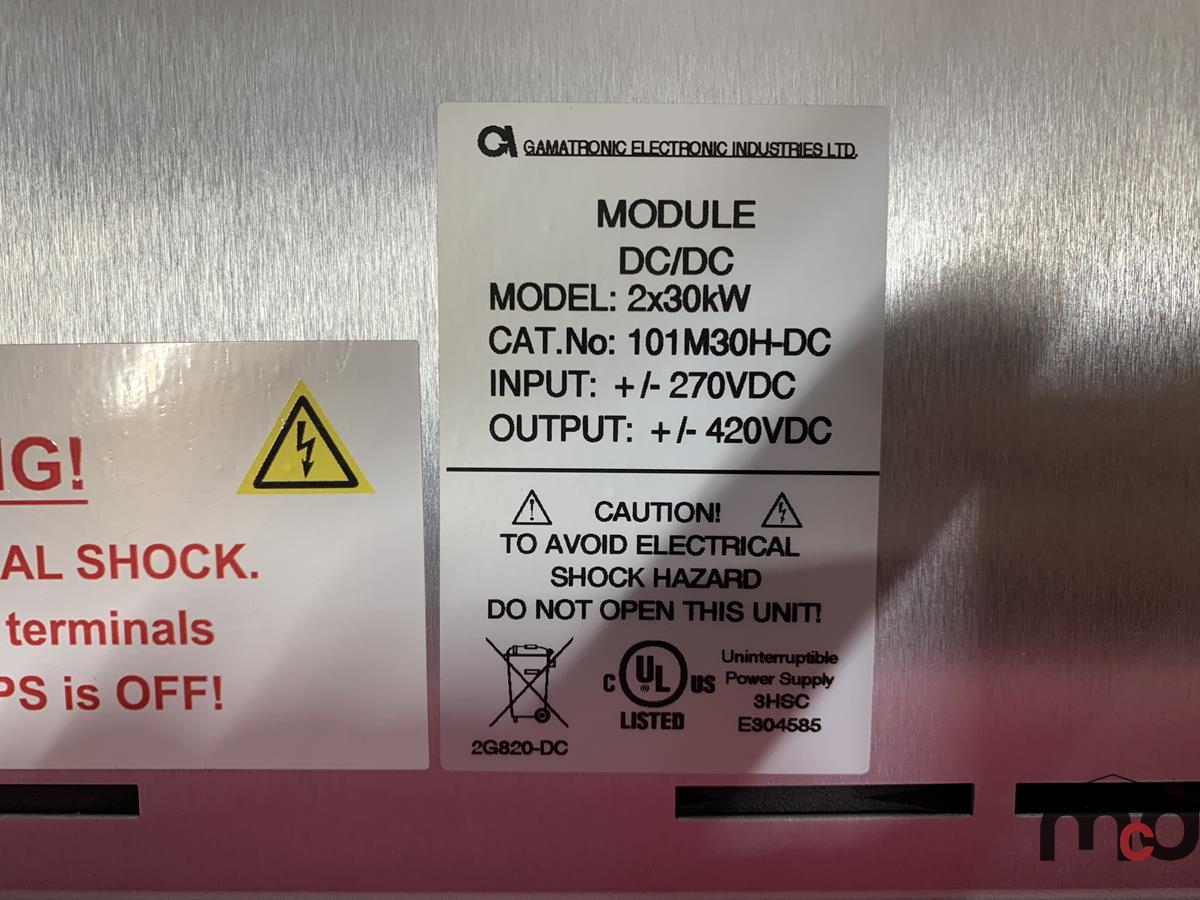 GAMATRONIC ELECTRONIC INDUSTRIES LTD.
MODULE
DC/DC
MODEL: 2x30kW
CAT.No: 101M30H-DC
INPUT: +/- 270VDC
OUTPUT: +/- 420VDC
CAUTION!
TO AVOID ELECTRICAL
SHOCK HAZARD
DO NOT OPEN THIS UNIT!
C UL US
LISTED
Uninterruptible
Power Supply
3HSC
E304585
2G820-DC
G!
AL SHOCK.
terminals
PS is OFF!